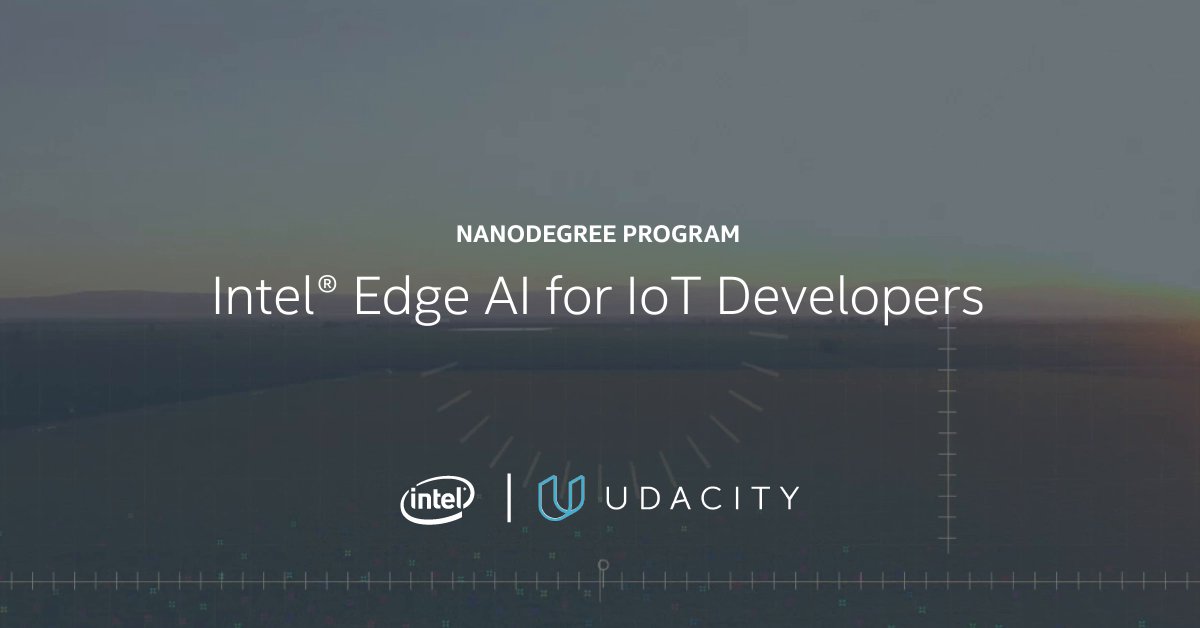 NANODEGREE PROGRAM
Intel® Edge AI for IoT Developers
intel | UDACITY